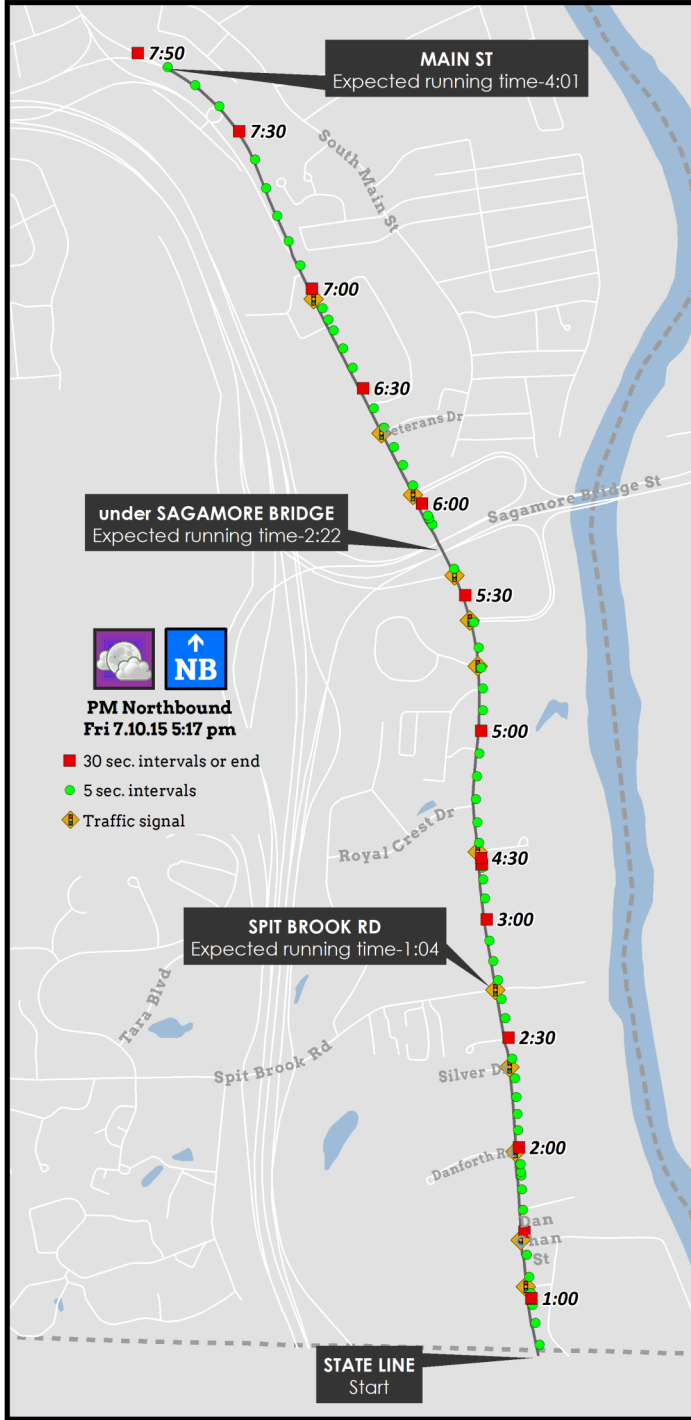 7:50
MAIN ST
Expected running time-4:01
7:30
South Main St
7:00
6:30
Veterans Dr
6:00
Sagamore Bridge St
under SAGAMORE BRIDGE
Expected running time-2:22
5:30
NB
PM Northbound
Fri 7.10.15 5:17 pm
30 sec. intervals or end
5 sec. intervals
Traffic signal
5:00
Royal Crest Dr
4:30
3:00
SPIT BROOK RD
Expected running time-1:04
Tara Blvd
2:30
Spit Brook Rd
Silver Dr
2:00
Danforth Rd
Dan
Chan
St
1:00
STATE LINE
Start